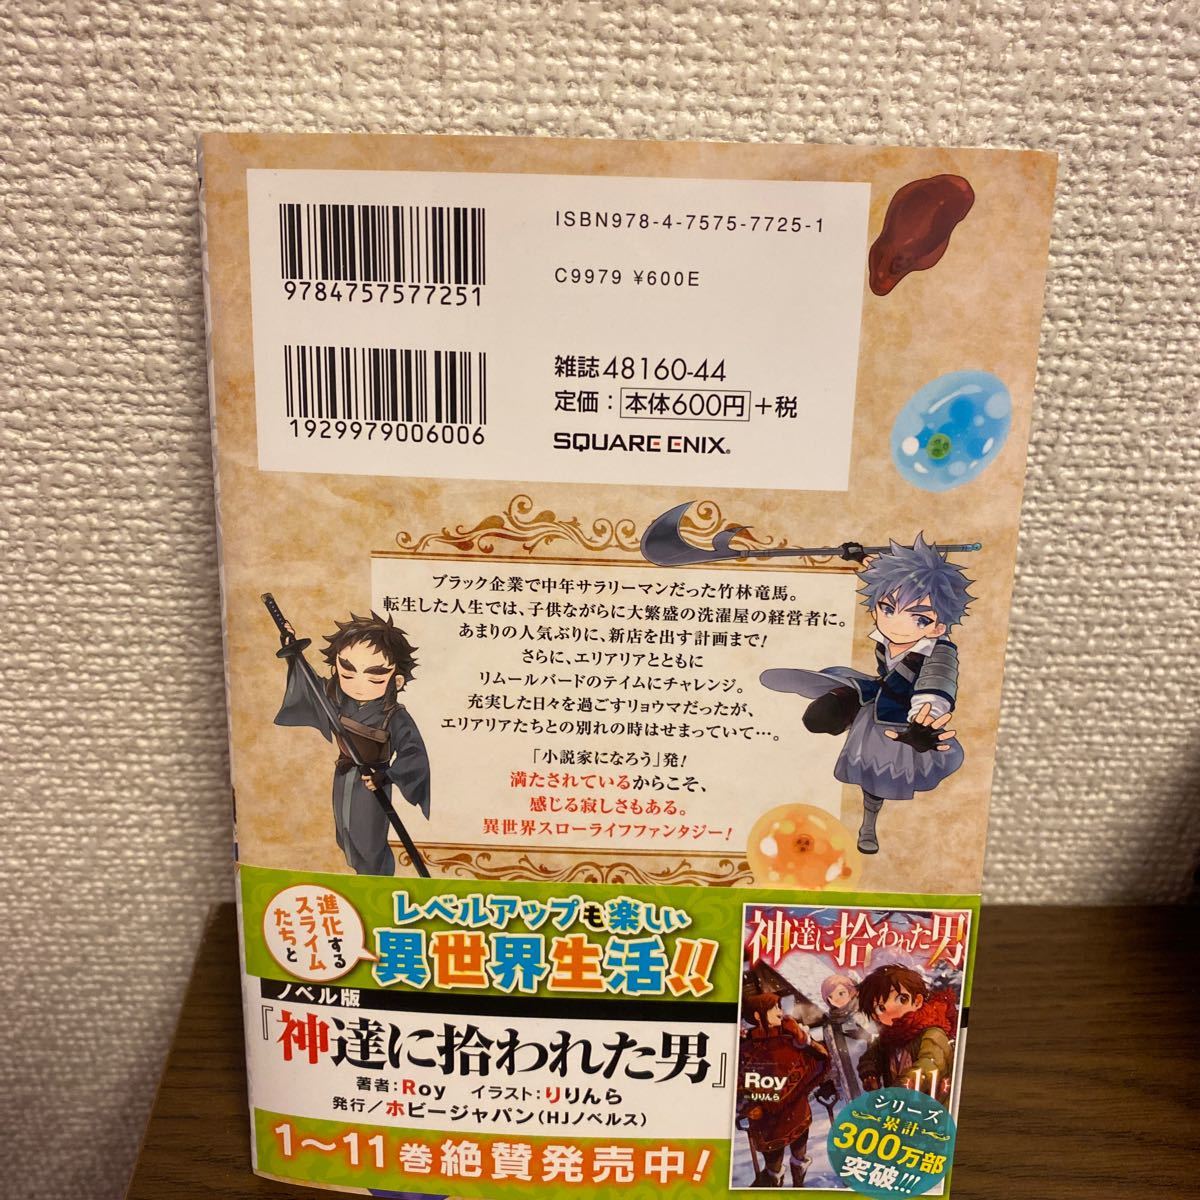 ISBN978-4-7575-7725-1
9784757577251
C9979 ¥600E
1929979006006
雑誌48160-44
定価：本体600円+税
SQUARE ENIX®
ブラック企業で中年サラリーマンだった竹林竜馬。
転生した人生では、子供ながらに大繁盛の洗濯屋の経営者に。
あまりの人気ぶりに、新店を出す計画まで！
さらに、エリアリアとともに
リムールバードのテイムにチャレンジ。
充実した日々を過ごすリョウマだったが、
エリアリアたちとの別れの時はせまっていて…。
「小説家になろう」発！
満たされているからこそ、
感じる寂しさもある。
異世界スローライフファンタジー！
進化する
スライム
たちと
レベルアップも楽しい
異世界生活!!
ノベル版
『神達に拾われた男』
著者：Roy イラスト：りりんら
発行／ホビージャパン（HJノベルス）
1〜11巻絶賛発売中！
神達に拾われた男
11
Roy
りりんら
シリーズ
累計
300万部
突破!!!